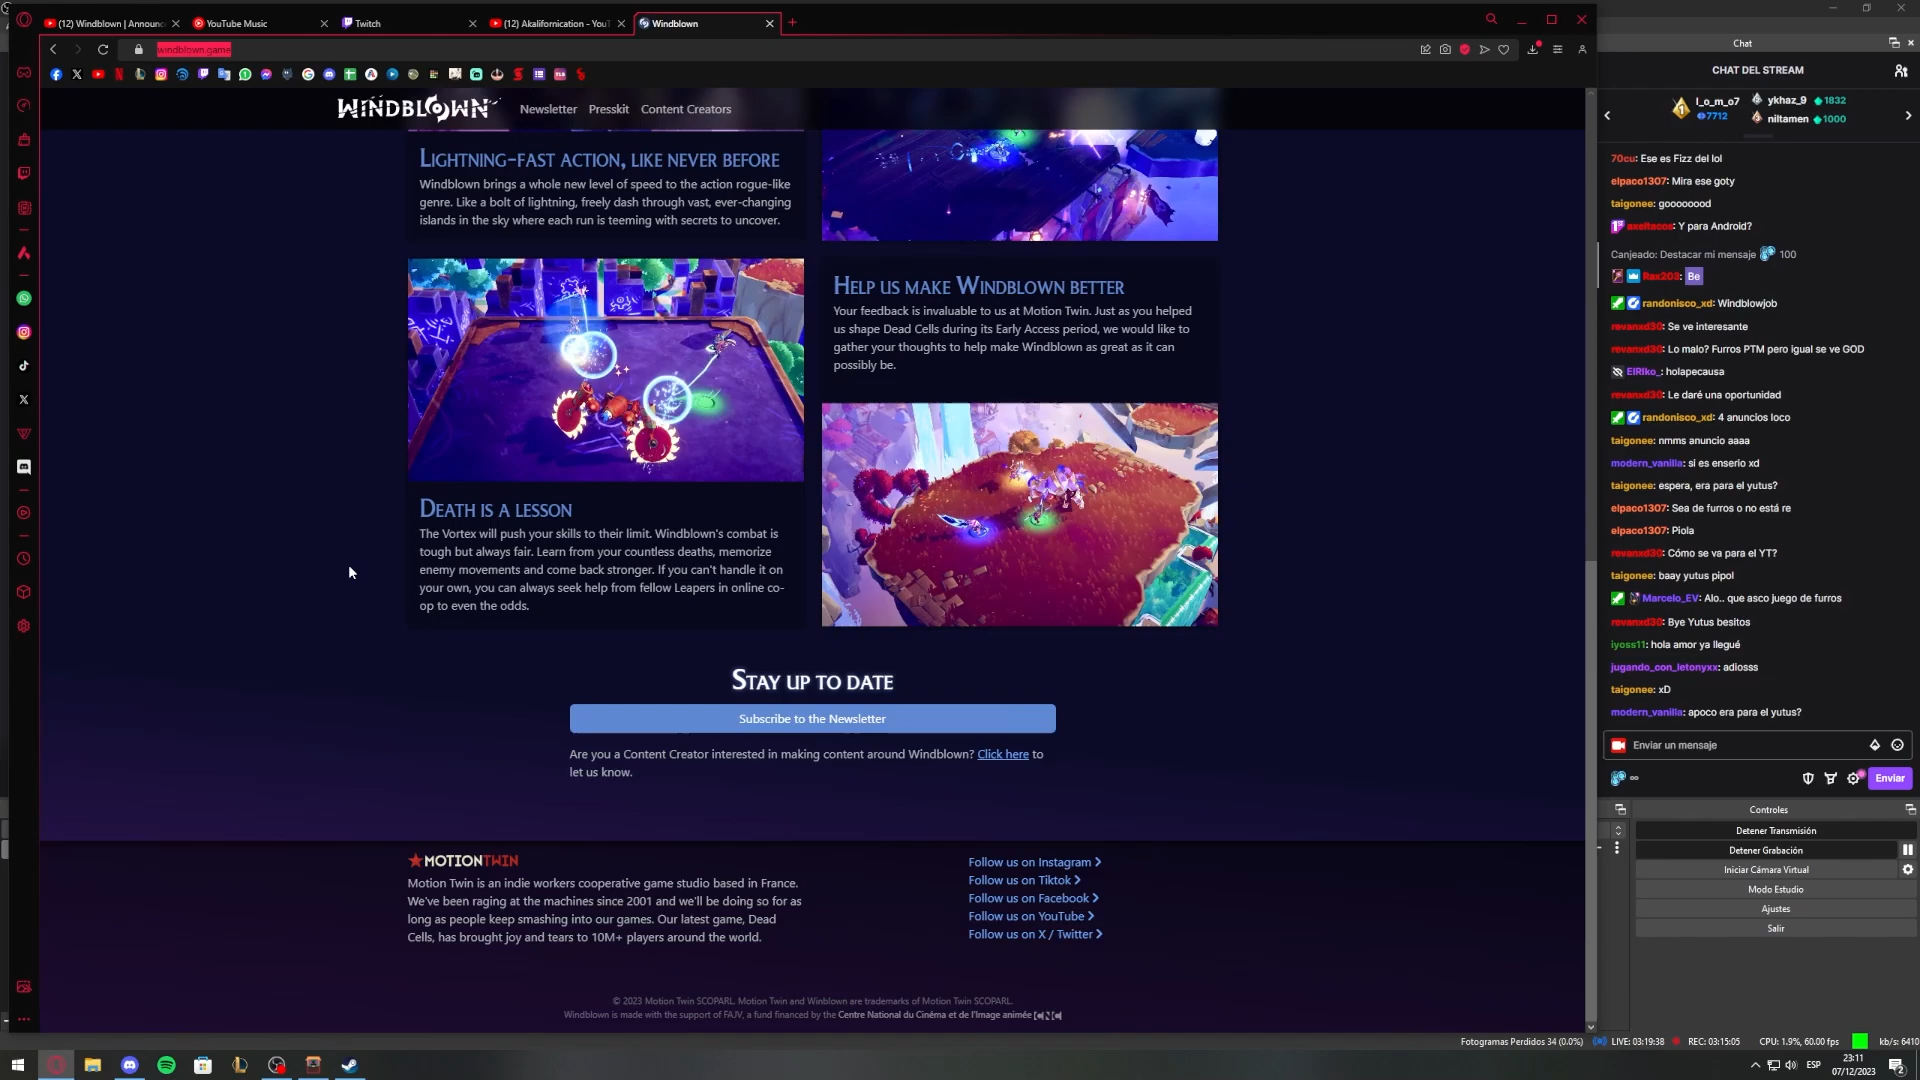 (12) Windblown | Announc
YouTube Music
Twitch
(12) Akalifornication - YouT
Windblown
windblown.game
WINDBLOWN
Newsletter
Presskit
Content Creators
LIGHTNING-FAST ACTION, LIKE NEVER BEFORE
Windblown brings a whole new level of speed to the action rogue-like
genre. Like a bolt of lightning, freely dash through vast, ever-changing
islands in the sky where each run is teeming with secrets to uncover.
HELP US MAKE WINDBLOWN BETTER
Your feedback is invaluable to us at Motion Twin. Just as you helped
us shape Dead Cells during its Early Access period, we would like to
gather your thoughts to help make Windblown as great as it can
possibly be.
DEATH IS A LESSON
The Vortex will push your skills to their limit. Windblown's combat is
tough but always fair. Learn from your countless deaths, memorize
enemy movements and come back stronger. If you can't handle it on
your own, you can always seek help from fellow Leapers in online co-
op to even the odds.
STAY UP TO DATE
Subscribe to the Newsletter
Are you a Content Creator interested in making content around Windblown? Click here to
let us know.
MOTIONTWIN
Motion Twin is an indie workers cooperative game studio based in France.
We've been raging at the machines since 2001 and we'll be doing so for as
long as people keep smashing into our games. Our latest game, Dead
Cells, has brought joy and tears to 10M+ players around the world.
Follow us on Instagram
Follow us on Tiktok
Follow us on Facebook
Follow us on YouTube
Follow us on X / Twitter
© 2023 Motion Twin SCOPARL. Motion Twin and Winblown are trademarks of Motion Twin SCOPARL.
Windblown is made with the support of FAJV, a fund financed by the Centre National du Cinéma et de l'Image animée
Chat
CHAT DEL STREAM
1
l_o_m_o7
7712
ykhaz_9 1832
niltamen 1000
70cu: Ese es Fizz del lol
elpaco1307: Mira ese goty
taigonee: goooooood
axeltacos: Y para Android?
Canjeado: Destacar mi mensaje 100
Rax203: Be
randonisco_xd: Windblowjob
revanxd30: Se ve interesante
revanxd30: Lo malo? Furros PTM pero igual se ve GOD
ElRIko_: holapecausa
revanxd30: Le daré una oportunidad
randonisco_xd: 4 anuncios loco
taigonee: nmms anuncio aaaa
modern_vanilla: si es enserio xd
taigonee: espera, era para el yutus?
elpaco1307: Sea de furros o no está re
elpaco1307: Piola
revanxd30: Cómo se va para el YT?
taigonee: baay yutus pipol
Marcelo_EV: Alo.. que asco juego de furros
revanxd30: Bye Yutus besitos
iyoss11: hola amor ya llegué
jugando_con_letonyxx: adiosss
taigonee: xD
modern_vanilla: apoco era para el yutus?
Enviar un mensaje
∞
Enviar
Controles
Detener Transmisión
Detener Grabación
Iniciar Cámara Virtual
Modo Estudio
Ajustes
Salir
Fotogramas Perdidos 34 (0.0%)
LIVE: 03:19:38
REC: 03:15:05
CPU: 1.9%, 60.00 fps
kb/s: 6410
ESP
23:11
07/12/2023
2